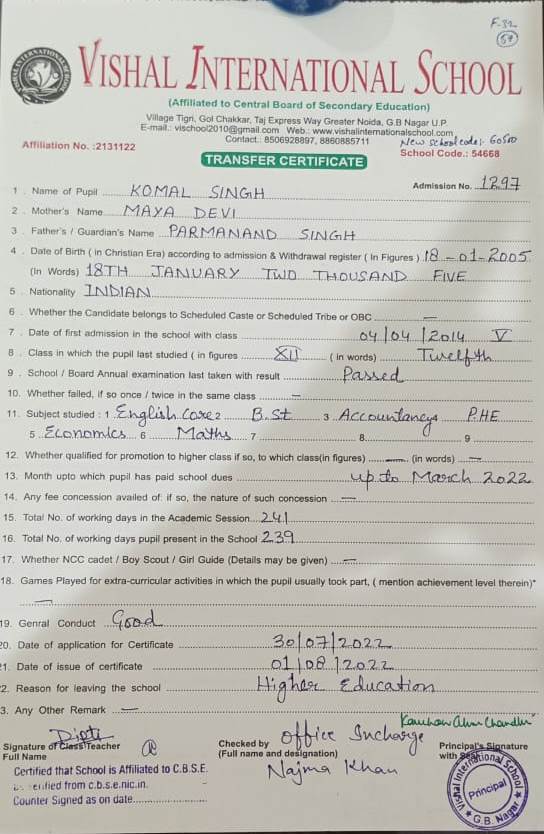 F-32
59
VISHAL INTERNATIONAL SCHOOL
(Affiliated to Central Board of Secondary Education)
Village Tigri, Gol Chakkar, Taj Express Way Greater Noida, G.B Nagar U.P.
E-mail.: vischool2010@gmail.com Web.: www.vishalinternationalschool.com
Contact.: 8506928897, 8860885711 New School code:- 60510
Affiliation No. :2131122 School Code.: 54668
TRANSFER CERTIFICATE
Admission No. 1297
1 . Name of Pupil KOMAL SINGH
2 . Mother's Name MAYA DEVI
3 . Father's / Guardian's Name PARMANAND SINGH
4 . Date of Birth ( in Christian Era) according to admission & Withdrawal register ( In Figures ) 18-01-2005
(In Words) 18TH JANUARY TWO THOUSAND FIVE
5 . Nationality INDIAN
6 . Whether the Candidate belongs to Scheduled Caste or Scheduled Tribe or OBC —
7 . Date of first admission in the school with class 04/04/2014 V
8 . Class in which the pupil last studied ( in figures XII ( in words) Twelfth
9 . School / Board Annual examination last taken with result Passed
10. Whether failed, if so once / twice in the same class —
11. Subject studied : 1 English Core 2 B.St 3 Accountancy 4 P.HE
5 Economics 6 Maths 7 8 9
12. Whether qualified for promotion to higher class if so, to which class(in figures) — (in words) —
13. Month upto which pupil has paid school dues up to March 2022
14. Any fee concession availed of: if so, the nature of such concession —
15. Total No. of working days in the Academic Session 241
16. Total No. of working days pupil present in the School 239
17. Whether NCC cadet / Boy Scout / Girl Guide (Details may be given) —
18. Games Played for extra-curricular activities in which the pupil usually took part, ( mention achievement level therein)*
—
19. Genral Conduct Good
20. Date of application for Certificate 30/07/2022
21. Date of issue of certificate 01/08/2022
2. Reason for leaving the school Higher Education
3. Any Other Remark —
Dipti Office Incharge
Signature of Class Teacher Checked by Principal's Signature
Full Name (Full name and designation) with Seal
Najma Khan
Certified that School is Affiliated to C.B.S.E.
verified from c.b.s.e.nic.in.
Counter Signed as on date
Vishal International School
Principal
G.B. Nagar